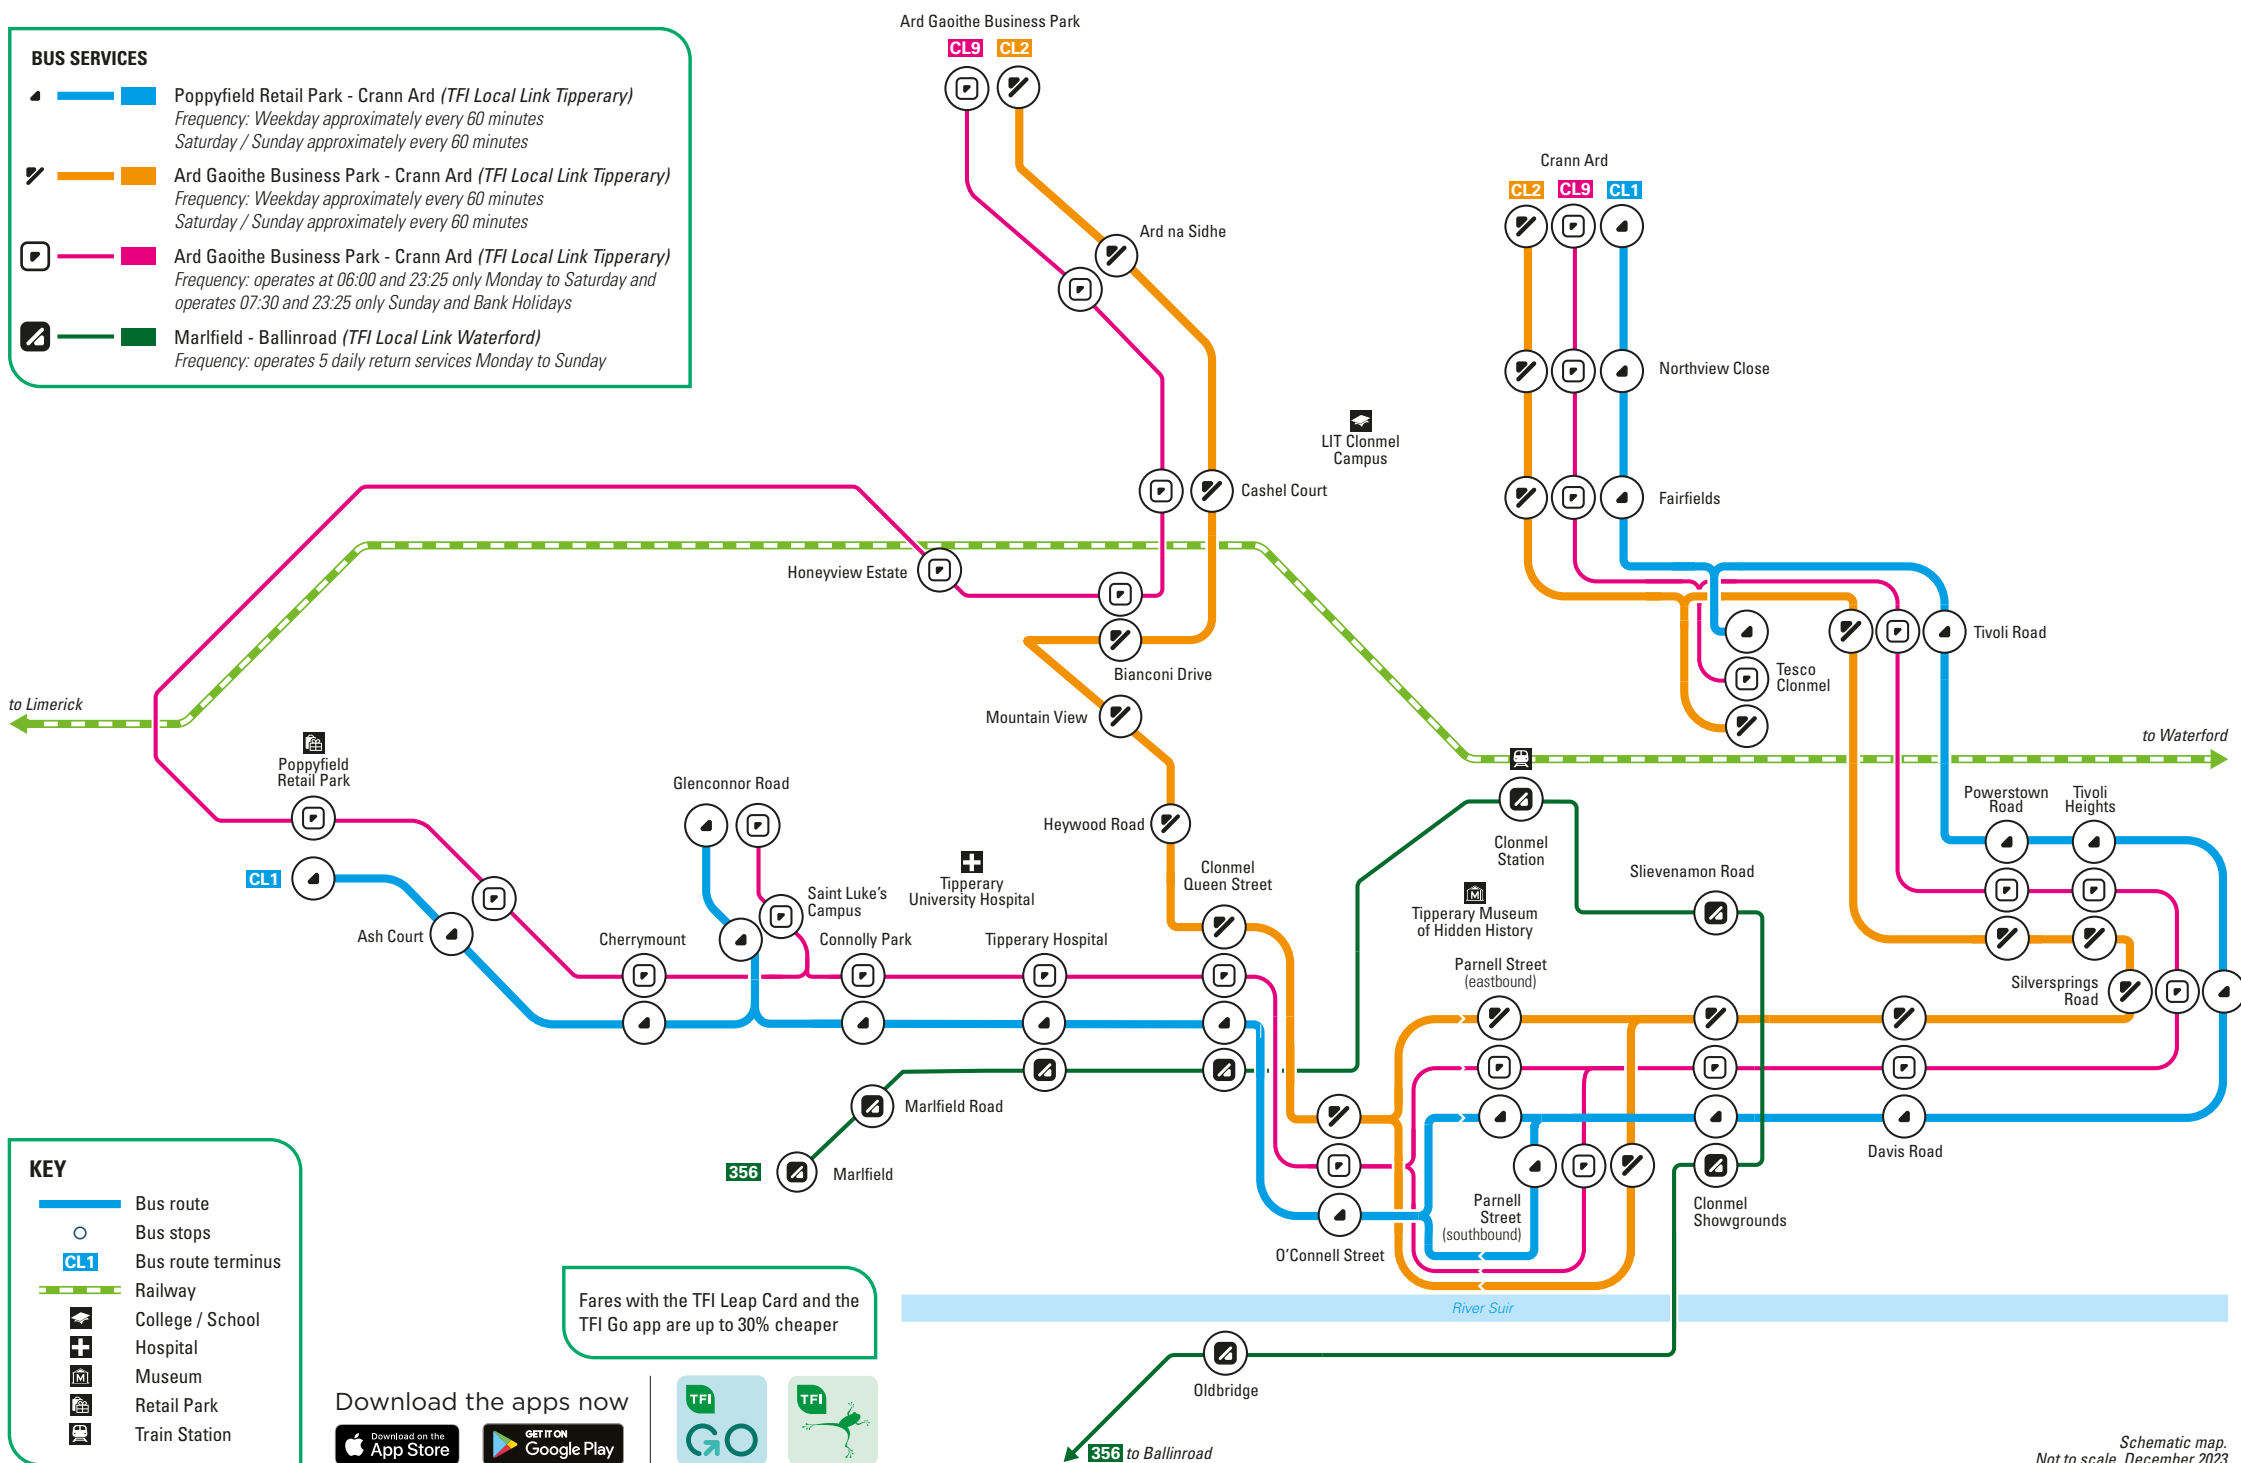 BUS SERVICES
Poppyfield Retail Park - Crann Ard (TFI Local Link Tipperary)
Frequency: Weekday approximately every 60 minutes
Saturday / Sunday approximately every 60 minutes
Ard Gaoithe Business Park - Crann Ard (TFI Local Link Tipperary)
Frequency: Weekday approximately every 60 minutes
Saturday / Sunday approximately every 60 minutes
Ard Gaoithe Business Park - Crann Ard (TFI Local Link Tipperary)
Frequency: operates at 06:00 and 23:25 only Monday to Saturday and
operates 07:30 and 23:25 only Sunday and Bank Holidays
Marlfield - Ballinroad (TFI Local Link Waterford)
Frequency: operates 5 daily return services Monday to Sunday
Ard Gaoithe Business Park
CL9 CL2
Ard na Sidhe
Crann Ard
CL2 CL9 CL1
Northview Close
LIT Clonmel
Campus
Cashel Court
Fairfields
Honeyview Estate
Bianconi Drive
Tivoli Road
Tesco
Clonmel
to Limerick
Mountain View
to Waterford
Poppyfield
Retail Park
Glenconnor Road
Heywood Road
Clonmel
Station
Powerstown
Road
Tivoli
Heights
CL1
Clonmel
Queen Street
Slievenamon Road
Tipperary
University Hospital
Saint Luke's
Campus
Tipperary Museum
of Hidden History
Ash Court
Cherrymount
Connolly Park
Tipperary Hospital
Parnell Street
(eastbound)
Silversprings
Road
Marlfield Road
356
Marlfield
Davis Road
Parnell
Street
(southbound)
Clonmel
Showgrounds
O'Connell Street
River Suir
Oldbridge
356 to Ballinroad
KEY
Bus route
Bus stops
CL1 Bus route terminus
Railway
College / School
Hospital
M Museum
Retail Park
Train Station
Fares with the TFI Leap Card and the
TFI Go app are up to 30% cheaper
Download the apps now
Download on the
App Store
GET IT ON
Google Play
TFI
GO
TFI
M
Schematic map.
Not to scale. December 2023